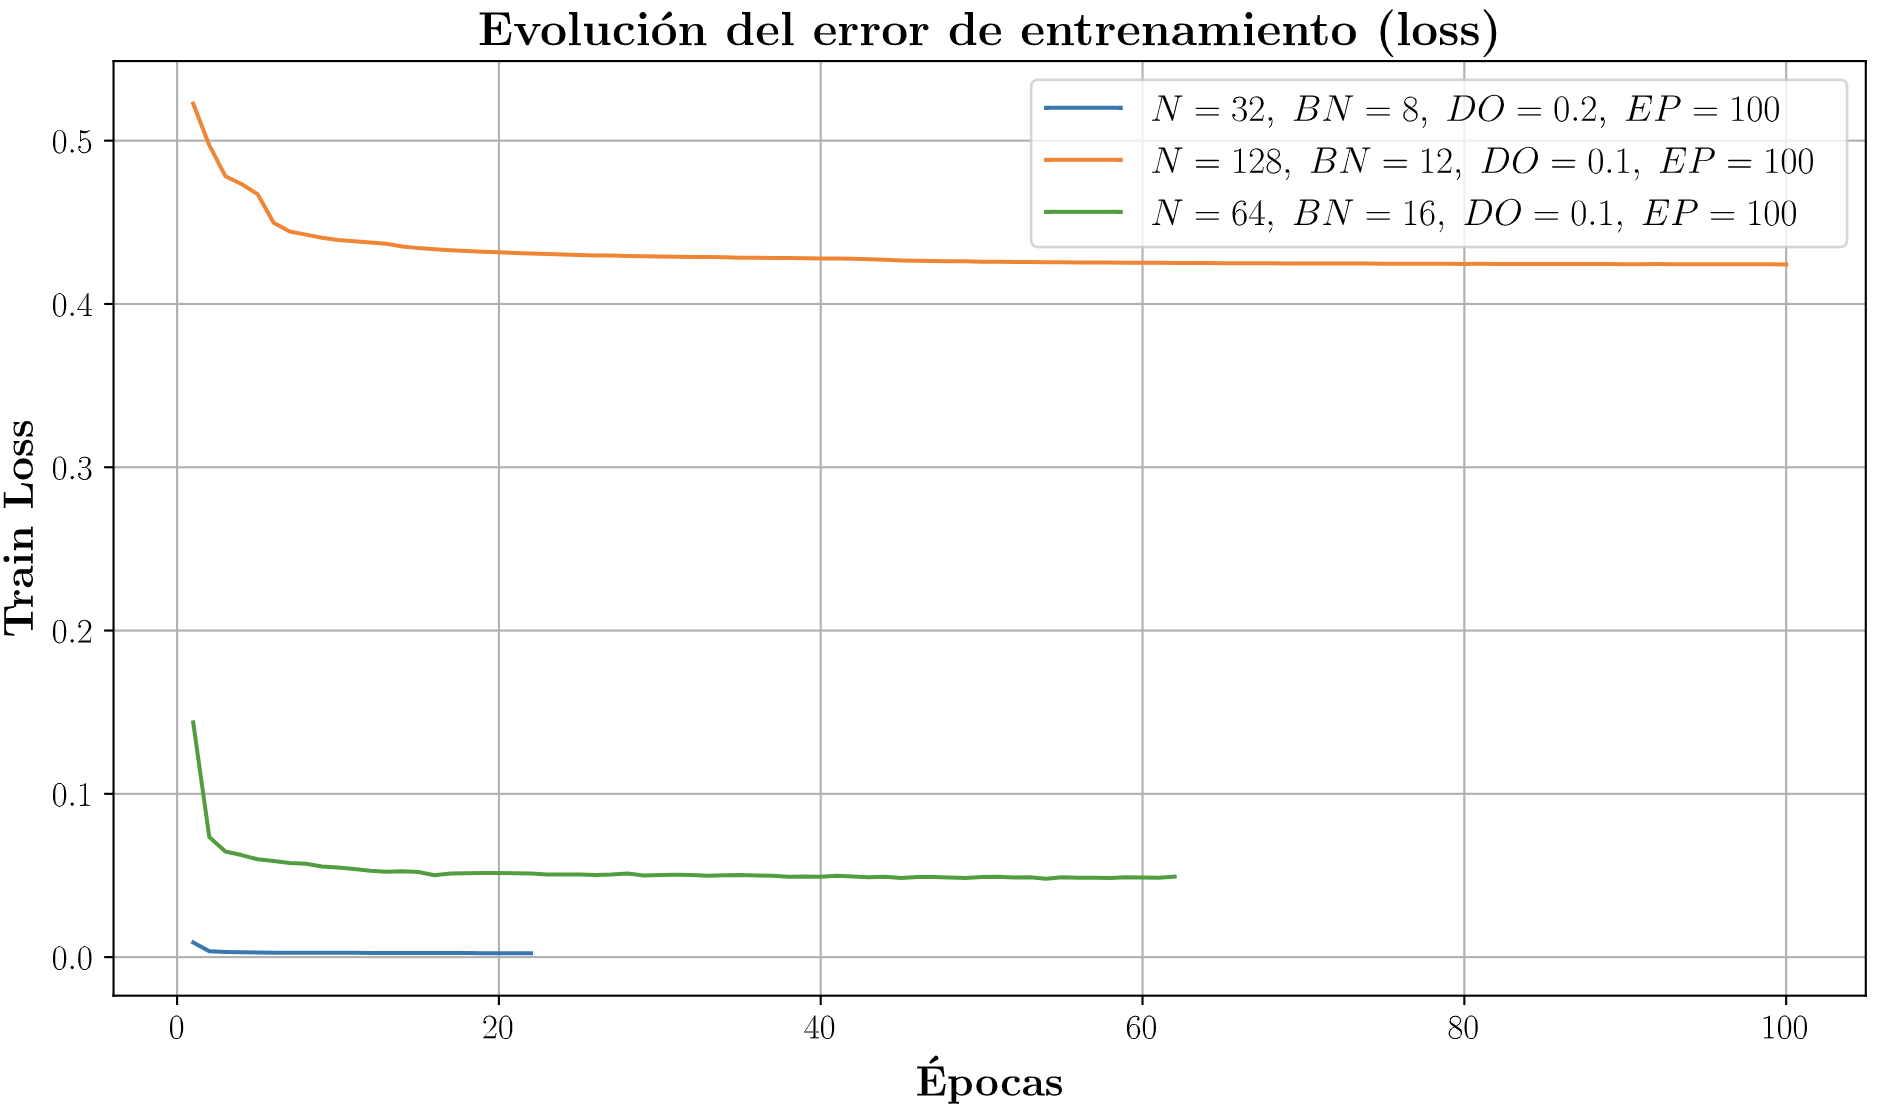 Evolución del error de entrenamiento (loss)
N = 32, BN = 8, DO = 0.2, EP = 100
N = 128, BN = 12, DO = 0.1, EP = 100
N = 64, BN = 16, DO = 0.1, EP = 100
Train Loss
0.5
0.4
0.3
0.2
0.1
0.0
0 20 40 60 80 100
Épocas